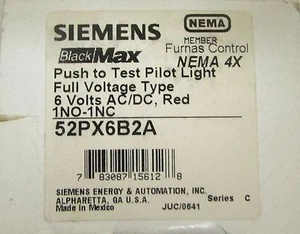 SIEMENS
NEMA
MEMBER
Black Max
Furnas Control
NEMA 4X
Push to Test Pilot Light
Full Voltage Type
6 Volts AC/DC, Red
1NO-1NC
52PX6B2A
7 83087 15612 8
SIEMENS ENERGY & AUTOMATION, INC.
ALPHARETTA, GA U.S.A.
Series C
Made in Mexico
JUC/0641